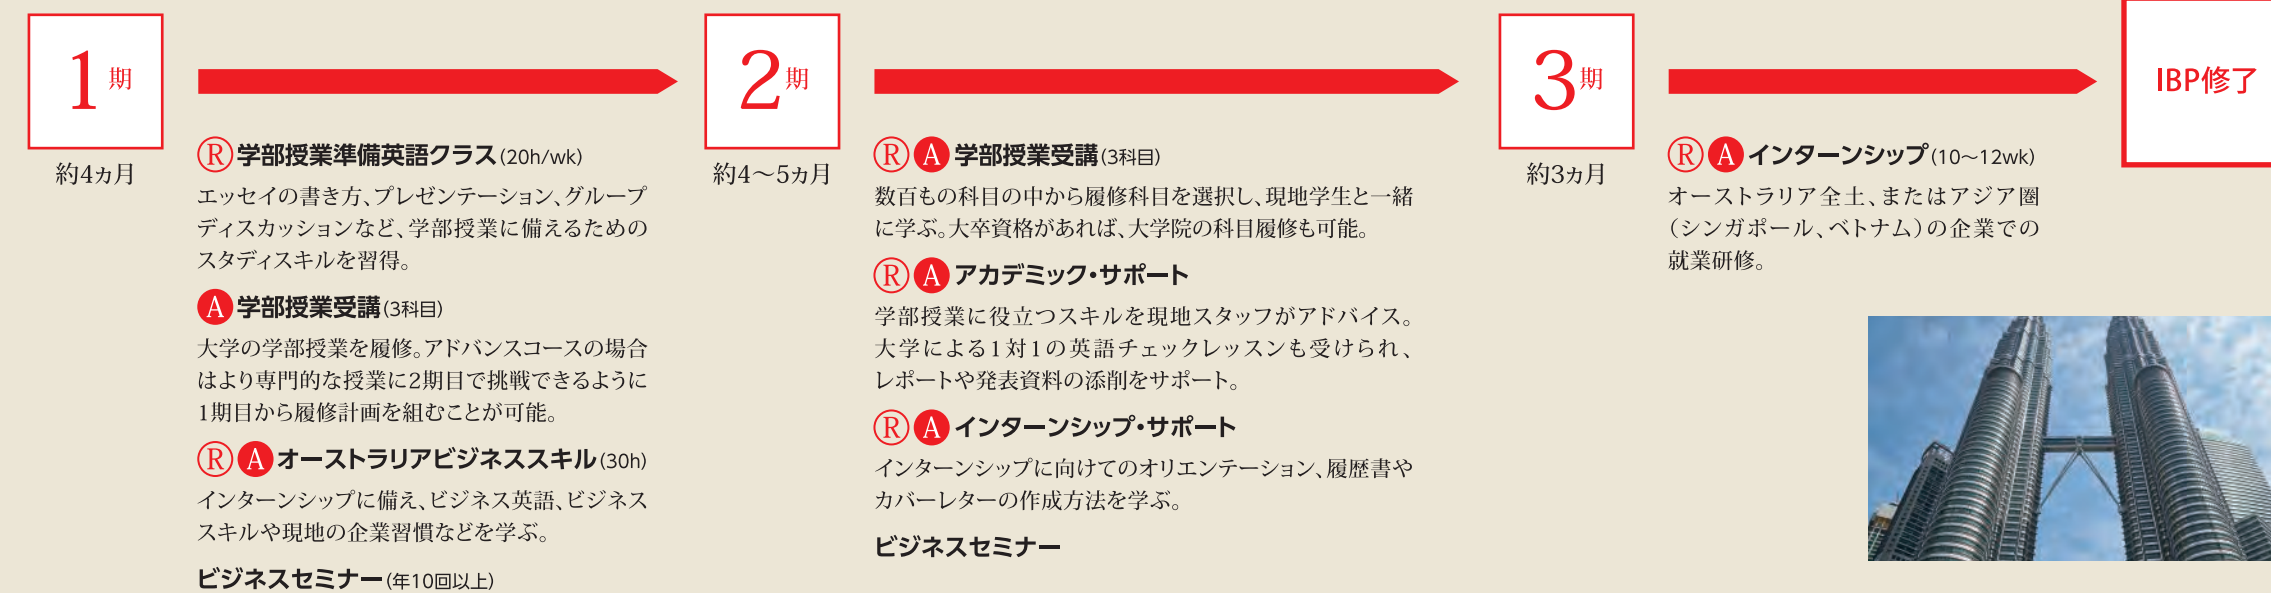 1期
約4ヵ月
Ⓡ学部授業準備英語クラス(20h/wk)
エッセイの書き方、プレゼンテーション、グループ
ディスカッションなど、学部授業に備えるための
スタディスキルを習得。
A 学部授業受講(3科目)
大学の学部授業を履修。アドバンスコースの場合
はより専門的な授業に2期目で挑戦できるように
1期目から履修計画を組むことが可能。
Ⓡ A オーストラリアビジネススキル(30h)
インターンシップに備え、ビジネス英語、ビジネス
スキルや現地の企業習慣などを学ぶ。
ビジネスセミナー(年10回以上)
2期
約4～5ヵ月
Ⓡ A 学部授業受講(3科目)
数百もの科目の中から履修科目を選択し、現地学生と一緒
に学ぶ。大卒資格があれば、大学院の科目履修も可能。
Ⓡ A アカデミック・サポート
学部授業に役立つスキルを現地スタッフがアドバイス。
大学による1対1の英語チェックレッスンも受けられ、
レポートや発表資料の添削をサポート。
Ⓡ A インターンシップ・サポート
インターンシップに向けてのオリエンテーション、履歴書や
カバーレターの作成方法を学ぶ。
ビジネスセミナー
3期
約3ヵ月
Ⓡ A インターンシップ(10～12wk)
オーストラリア全土、またはアジア圏
(シンガポール、ベトナム)の企業での
就業研修。
IBP修了